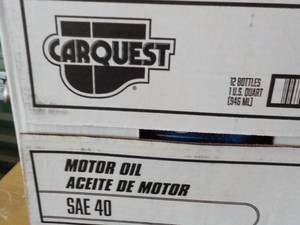 CARQUEST
®
12 BOTTLES
1 U.S. QUART
(946 ML)
MOTOR OIL
ACEITE DE MOTOR
SAE 40